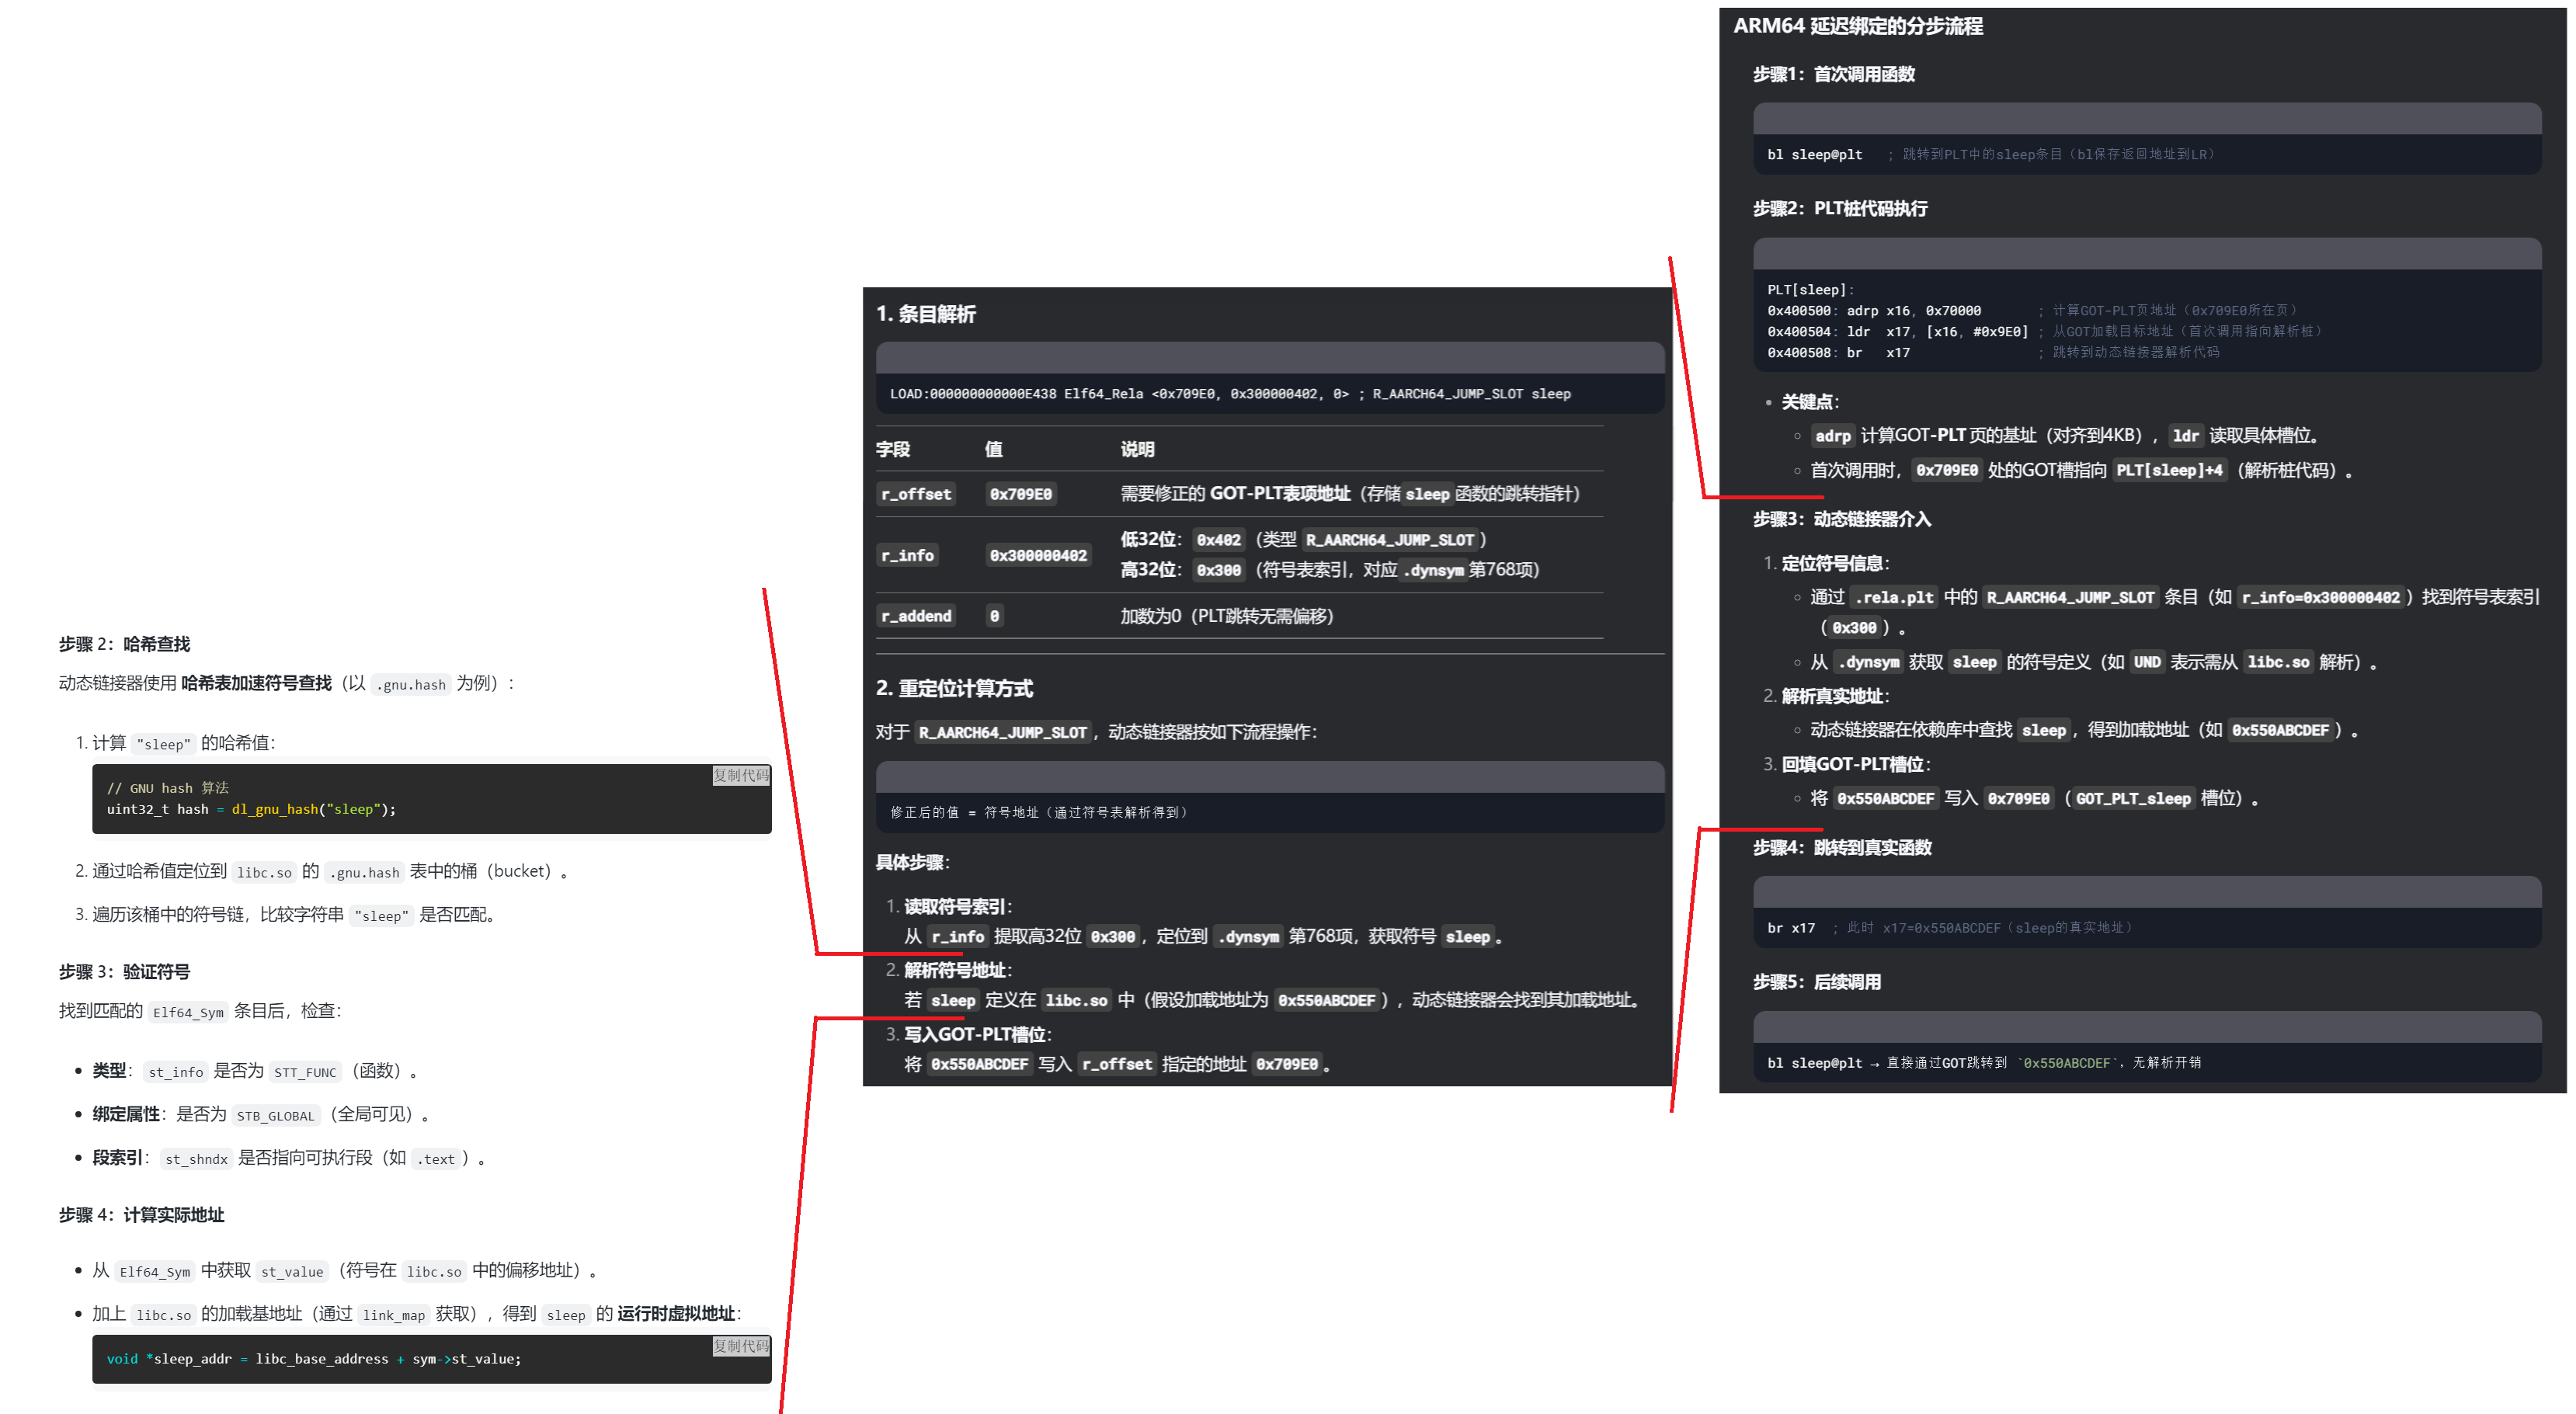 步骤 2：哈希查找
动态链接器使用 哈希表加速符号查找（以 .gnu.hash 为例）：
1. 计算 "sleep" 的哈希值：
复制代码
// GNU hash 算法
uint32_t hash = dl_gnu_hash("sleep");
2. 通过哈希值定位到 libc.so 的 .gnu.hash 表中的桶（bucket）。
3. 遍历该桶中的符号链，比较字符串 "sleep" 是否匹配。
步骤 3：验证符号
找到匹配的 Elf64_Sym 条目后，检查：
• 类型：st_info 是否为 STT_FUNC（函数）。
• 绑定属性：是否为 STB_GLOBAL（全局可见）。
• 段索引：st_shndx 是否指向可执行段（如 .text）。
步骤 4：计算实际地址
• 从 Elf64_Sym 中获取 st_value（符号在 libc.so 中的偏移地址）。
• 加上 libc.so 的加载基地址（通过 link_map 获取），得到 sleep 的 运行时虚拟地址：
复制代码
void *sleep_addr = libc_base_address + sym->st_value;
1. 条目解析
LOAD:000000000000E438 Elf64_Rela <0x709E0, 0x300000402, 0> ; R_AARCH64_JUMP_SLOT sleep
字段 值 说明
r_offset 0x709E0 需要修正的 GOT-PLT表项地址（存储sleep函数的跳转指针）
r_info 0x300000402 低32位：0x402（类型 R_AARCH64_JUMP_SLOT）
高32位：0x300（符号表索引，对应.dynsym第768项）
r_addend 0 加数为0（PLT跳转无需偏移）
2. 重定位计算方式
对于 R_AARCH64_JUMP_SLOT，动态链接器按如下流程操作：
修正后的值 = 符号地址（通过符号表解析得到）
具体步骤：
1. 读取符号索引：
从 r_info 提取高32位 0x300，定位到 .dynsym 第768项，获取符号 sleep。
2. 解析符号地址：
若 sleep 定义在 libc.so 中（假设加载地址为 0x550ABCDEF），动态链接器会找到其加载地址。
3. 写入GOT-PLT槽位：
将 0x550ABCDEF 写入 r_offset 指定的地址 0x709E0。
ARM64 延迟绑定的分步流程
步骤1：首次调用函数
bl sleep@plt ; 跳转到PLT中的sleep条目（bl保存返回地址到LR）
步骤2：PLT桩代码执行
PLT[sleep]:
0x400500: adrp x16, 0x70000 ; 计算GOT-PLT页地址（0x709E0所在页）
0x400504: ldr x17, [x16, #0x9E0] ; 从GOT加载目标地址（首次调用指向解析桩）
0x400508: br x17 ; 跳转到动态链接器解析代码
• 关键点：
◦ adrp 计算GOT-PLT页的基址（对齐到4KB），ldr 读取具体槽位。
◦ 首次调用时，0x709E0 处的GOT槽指向 PLT[sleep]+4（解析桩代码）。
步骤3：动态链接器介入
1. 定位符号信息：
◦ 通过 .rela.plt 中的 R_AARCH64_JUMP_SLOT 条目（如 r_info=0x300000402）找到符号表索引
（0x300）。
◦ 从 .dynsym 获取 sleep 的符号定义（如 UND 表示需从 libc.so 解析）。
2. 解析真实地址：
◦ 动态链接器在依赖库中查找 sleep，得到加载地址（如 0x550ABCDEF）。
3. 回填GOT-PLT槽位：
◦ 将 0x550ABCDEF 写入 0x709E0（GOT_PLT_sleep 槽位）。
步骤4：跳转到真实函数
br x17 ; 此时 x17=0x550ABCDEF（sleep的真实地址）
步骤5：后续调用
bl sleep@plt → 直接通过GOT跳转到 `0x550ABCDEF`，无解析开销